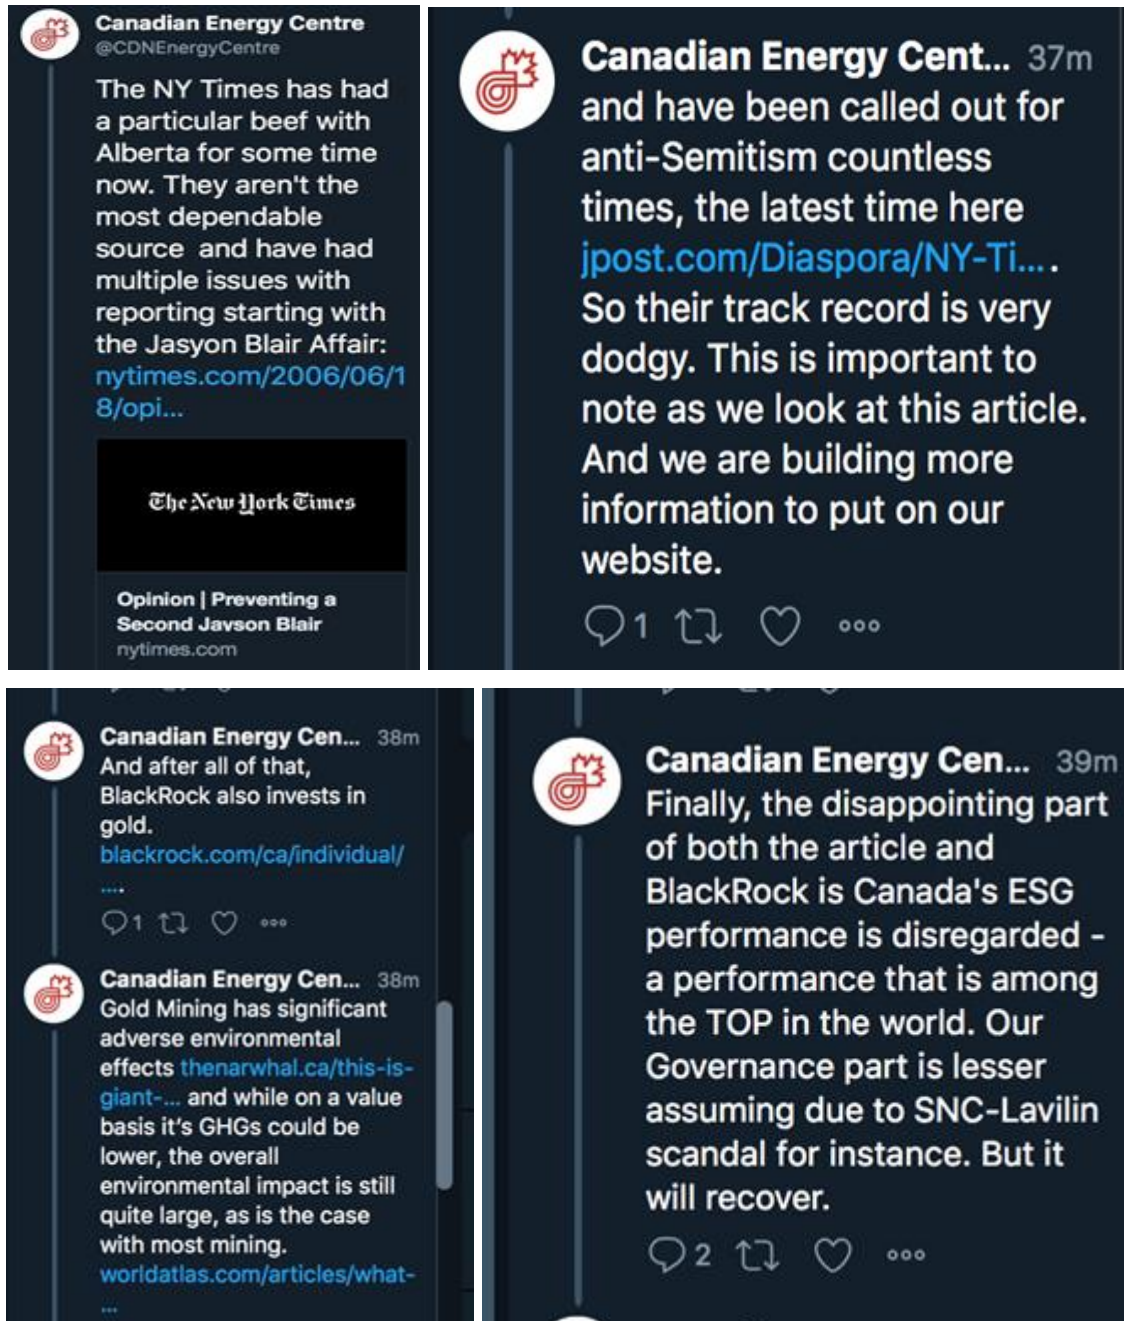 Canadian Energy Centre
@CDNEnergyCentre
The NY Times has had
a particular beef with
Alberta for some time
now. They aren't the
most dependable
source and have had
multiple issues with
reporting starting with
the Jasyon Blair Affair:
nytimes.com/2006/06/1
8/opi...
The New York Times
Opinion | Preventing a
Second Jayson Blair
nytimes.com
Canadian Energy Cent... 37m
and have been called out for
anti-Semitism countless
times, the latest time here
jpost.com/Diaspora/NY-Ti....
So their track record is very
dodgy. This is important to
note as we look at this article.
And we are building more
information to put on our
website.
1
Canadian Energy Cen... 38m
And after all of that,
BlackRock also invests in
gold.
blackrock.com/ca/individual/
....
1
Canadian Energy Cen... 38m
Gold Mining has significant
adverse environmental
effects thenarwhal.ca/this-is-
giant-... and while on a value
basis it's GHGs could be
lower, the overall
environmental impact is still
quite large, as is the case
with most mining.
worldatlas.com/articles/what-
...
Canadian Energy Cen... 39m
Finally, the disappointing part
of both the article and
BlackRock is Canada's ESG
performance is disregarded -
a performance that is among
the TOP in the world. Our
Governance part is lesser
assuming due to SNC-Lavilin
scandal for instance. But it
will recover.
2